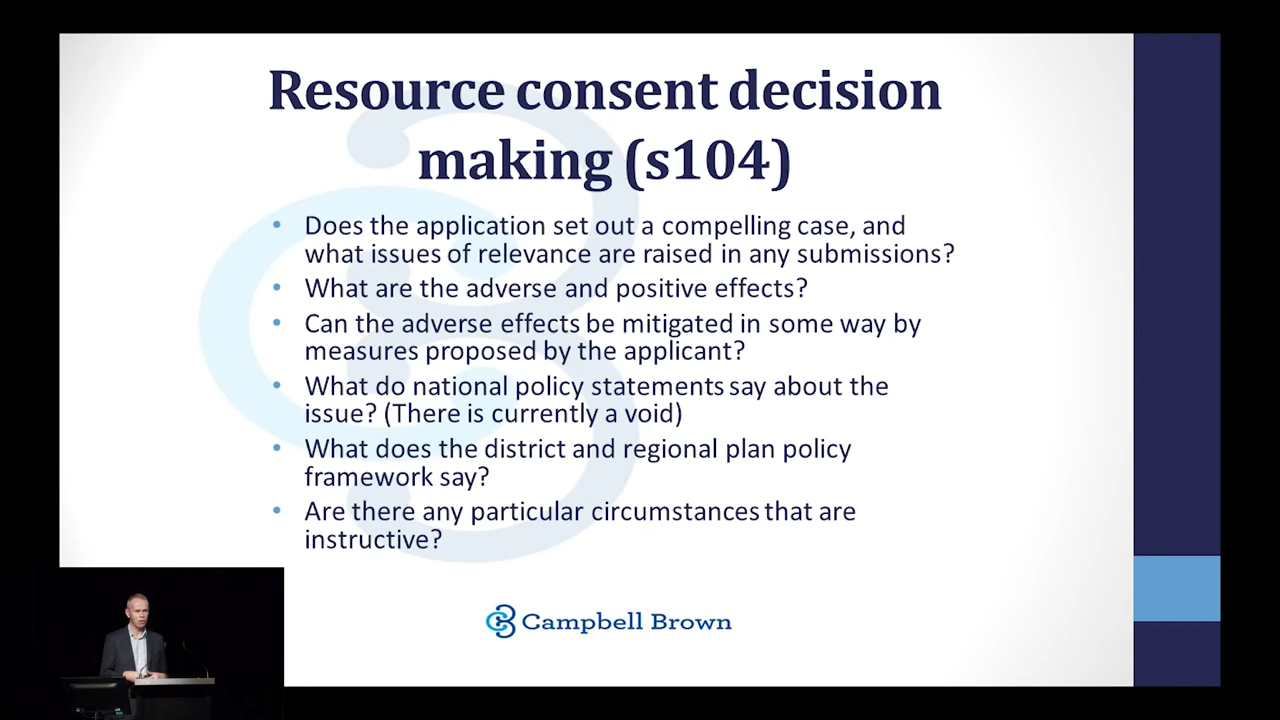 Resource consent decision
making (s104)
• Does the application set out a compelling case, and
what issues of relevance are raised in any submissions?
• What are the adverse and positive effects?
• Can the adverse effects be mitigated in some way by
measures proposed by the applicant?
• What do national policy statements say about the
issue? (There is currently a void)
• What does the district and regional plan policy
framework say?
• Are there any particular circumstances that are
instructive?
Campbell Brown